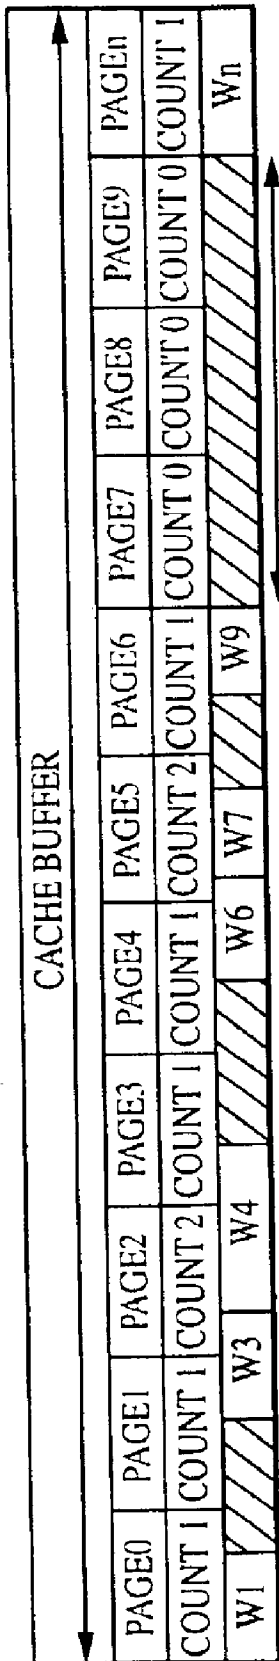 CACHE BUFFER
PAGE0 PAGE1 PAGE2 PAGE3 PAGE4 PAGE5 PAGE6 PAGE7 PAGE8 PAGE9 PAGEn
COUNT 1 COUNT 1 COUNT 2 COUNT 1 COUNT 1 COUNT 2 COUNT 1 COUNT 0 COUNT 0 COUNT 0 COUNT 1
W1 W3 W4 W6 W7 W9 Wn